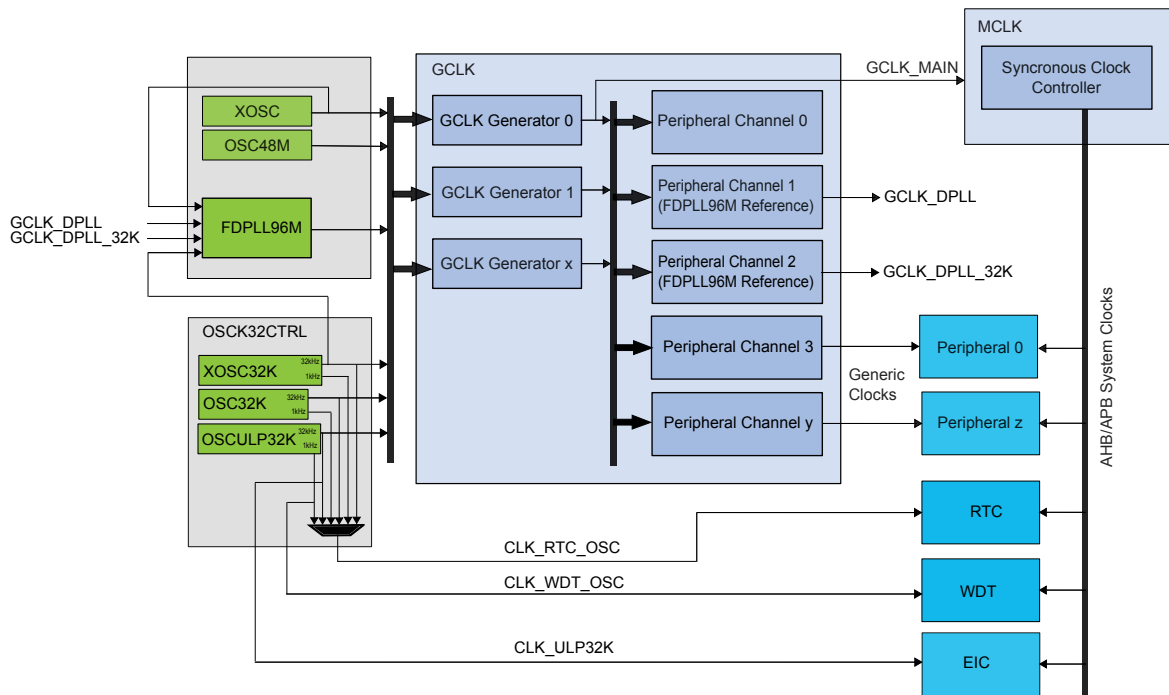 MCLK
Syncronous Clock
Controller
GCLK_MAIN
GCLK
XOSC
OSC48M
FDPLL96M
GCLK_DPLL
GCLK_DPLL_32K
GCLK Generator 0
GCLK Generator 1
GCLK Generator x
Peripheral Channel 0
Peripheral Channel 1
(FDPLL96M Reference)
GCLK_DPLL
Peripheral Channel 2
(FDPLL96M Reference)
GCLK_DPLL_32K
Peripheral Channel 3
Peripheral Channel y
Generic
Clocks
OSCK32CTRL
XOSC32K
32kHz
1kHz
OSC32K
32kHz
1kHz
OSCULP32K
32kHz
1kHz
Peripheral 0
Peripheral z
AHB/APB System Clocks
RTC
CLK_RTC_OSC
WDT
CLK_WDT_OSC
EIC
CLK_ULP32K